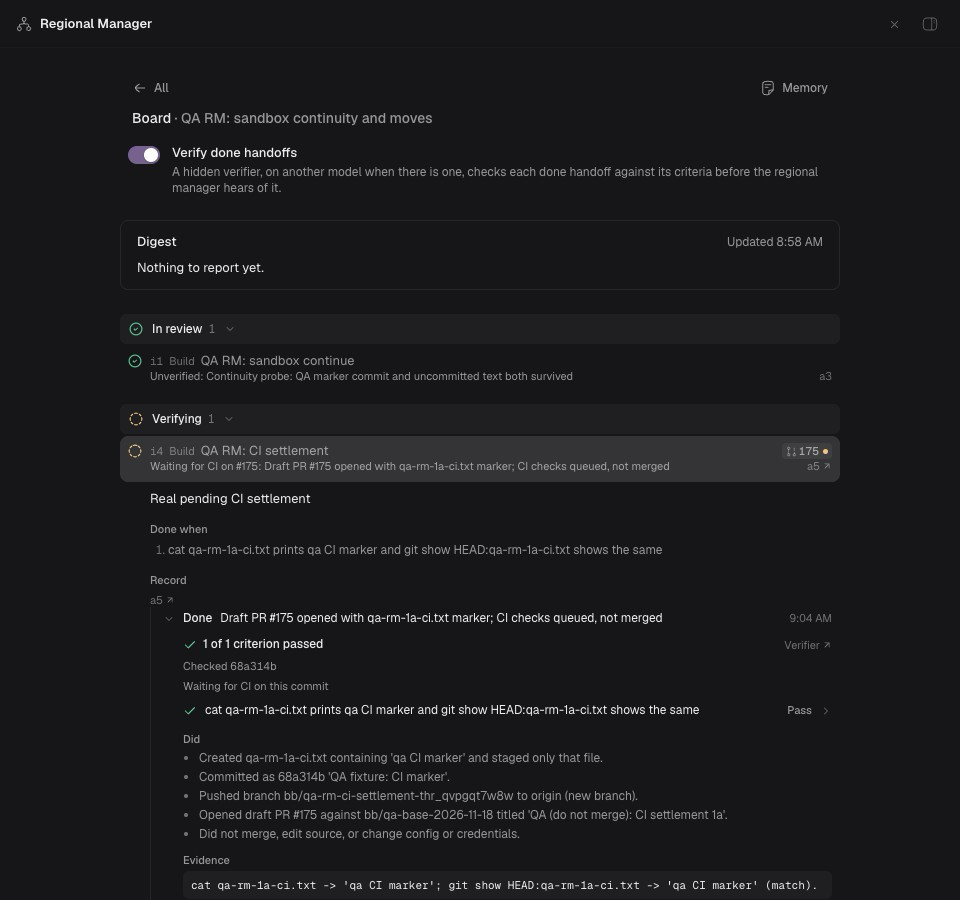 Regional Manager
All
Memory
Board · QA RM: sandbox continuity and moves
Verify done handoffs
A hidden verifier, on another model when there is one, checks each done handoff against its criteria before the regional
manager hears of it.
Digest
Updated 8:58 AM
Nothing to report yet.
In review 1
i1 Build QA RM: sandbox continue
Unverified: Continuity probe: QA marker commit and uncommitted text both survived
a3
Verifying 1
i4 Build QA RM: CI settlement
175
Waiting for CI on #175: Draft PR #175 opened with qa-rm-1a-ci.txt marker; CI checks queued, not merged
a5 ↗
Real pending CI settlement
Done when
1. cat qa-rm-1a-ci.txt prints qa CI marker and git show HEAD:qa-rm-1a-ci.txt shows the same
Record
a5 ↗
Done Draft PR #175 opened with qa-rm-1a-ci.txt marker; CI checks queued, not merged
9:04 AM
1 of 1 criterion passed
Verifier ↗
Checked 68a314b
Waiting for CI on this commit
cat qa-rm-1a-ci.txt prints qa CI marker and git show HEAD:qa-rm-1a-ci.txt shows the same
Pass
Did
• Created qa-rm-1a-ci.txt containing 'qa CI marker' and staged only that file.
• Committed as 68a314b 'QA fixture: CI marker'.
• Pushed branch bb/qa-rm-ci-settlement-thr_qvpgqt7w8w to origin (new branch).
• Opened draft PR #175 against bb/qa-base-2026-11-18 titled 'QA (do not merge): CI settlement 1a'.
• Did not merge, edit source, or change config or credentials.
Evidence
cat qa-rm-1a-ci.txt -> 'qa CI marker'; git show HEAD:qa-rm-1a-ci.txt -> 'qa CI marker' (match).